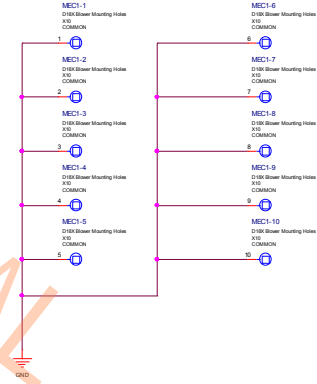 MEC1-1
D18X Blower Mounting Holes
X10
COMMON
1
MEC1-2
D18X Blower Mounting Holes
X10
COMMON
2
MEC1-3
D18X Blower Mounting Holes
X10
COMMON
3
MEC1-4
D18X Blower Mounting Holes
X10
COMMON
4
MEC1-5
D18X Blower Mounting Holes
X10
COMMON
5
MEC1-6
D18X Blower Mounting Holes
X10
COMMON
6
MEC1-7
D18X Blower Mounting Holes
X10
COMMON
7
MEC1-8
D18X Blower Mounting Holes
X10
COMMON
8
MEC1-9
D18X Blower Mounting Holes
X10
COMMON
9
MEC1-10
D18X Blower Mounting Holes
X10
COMMON
10
GND